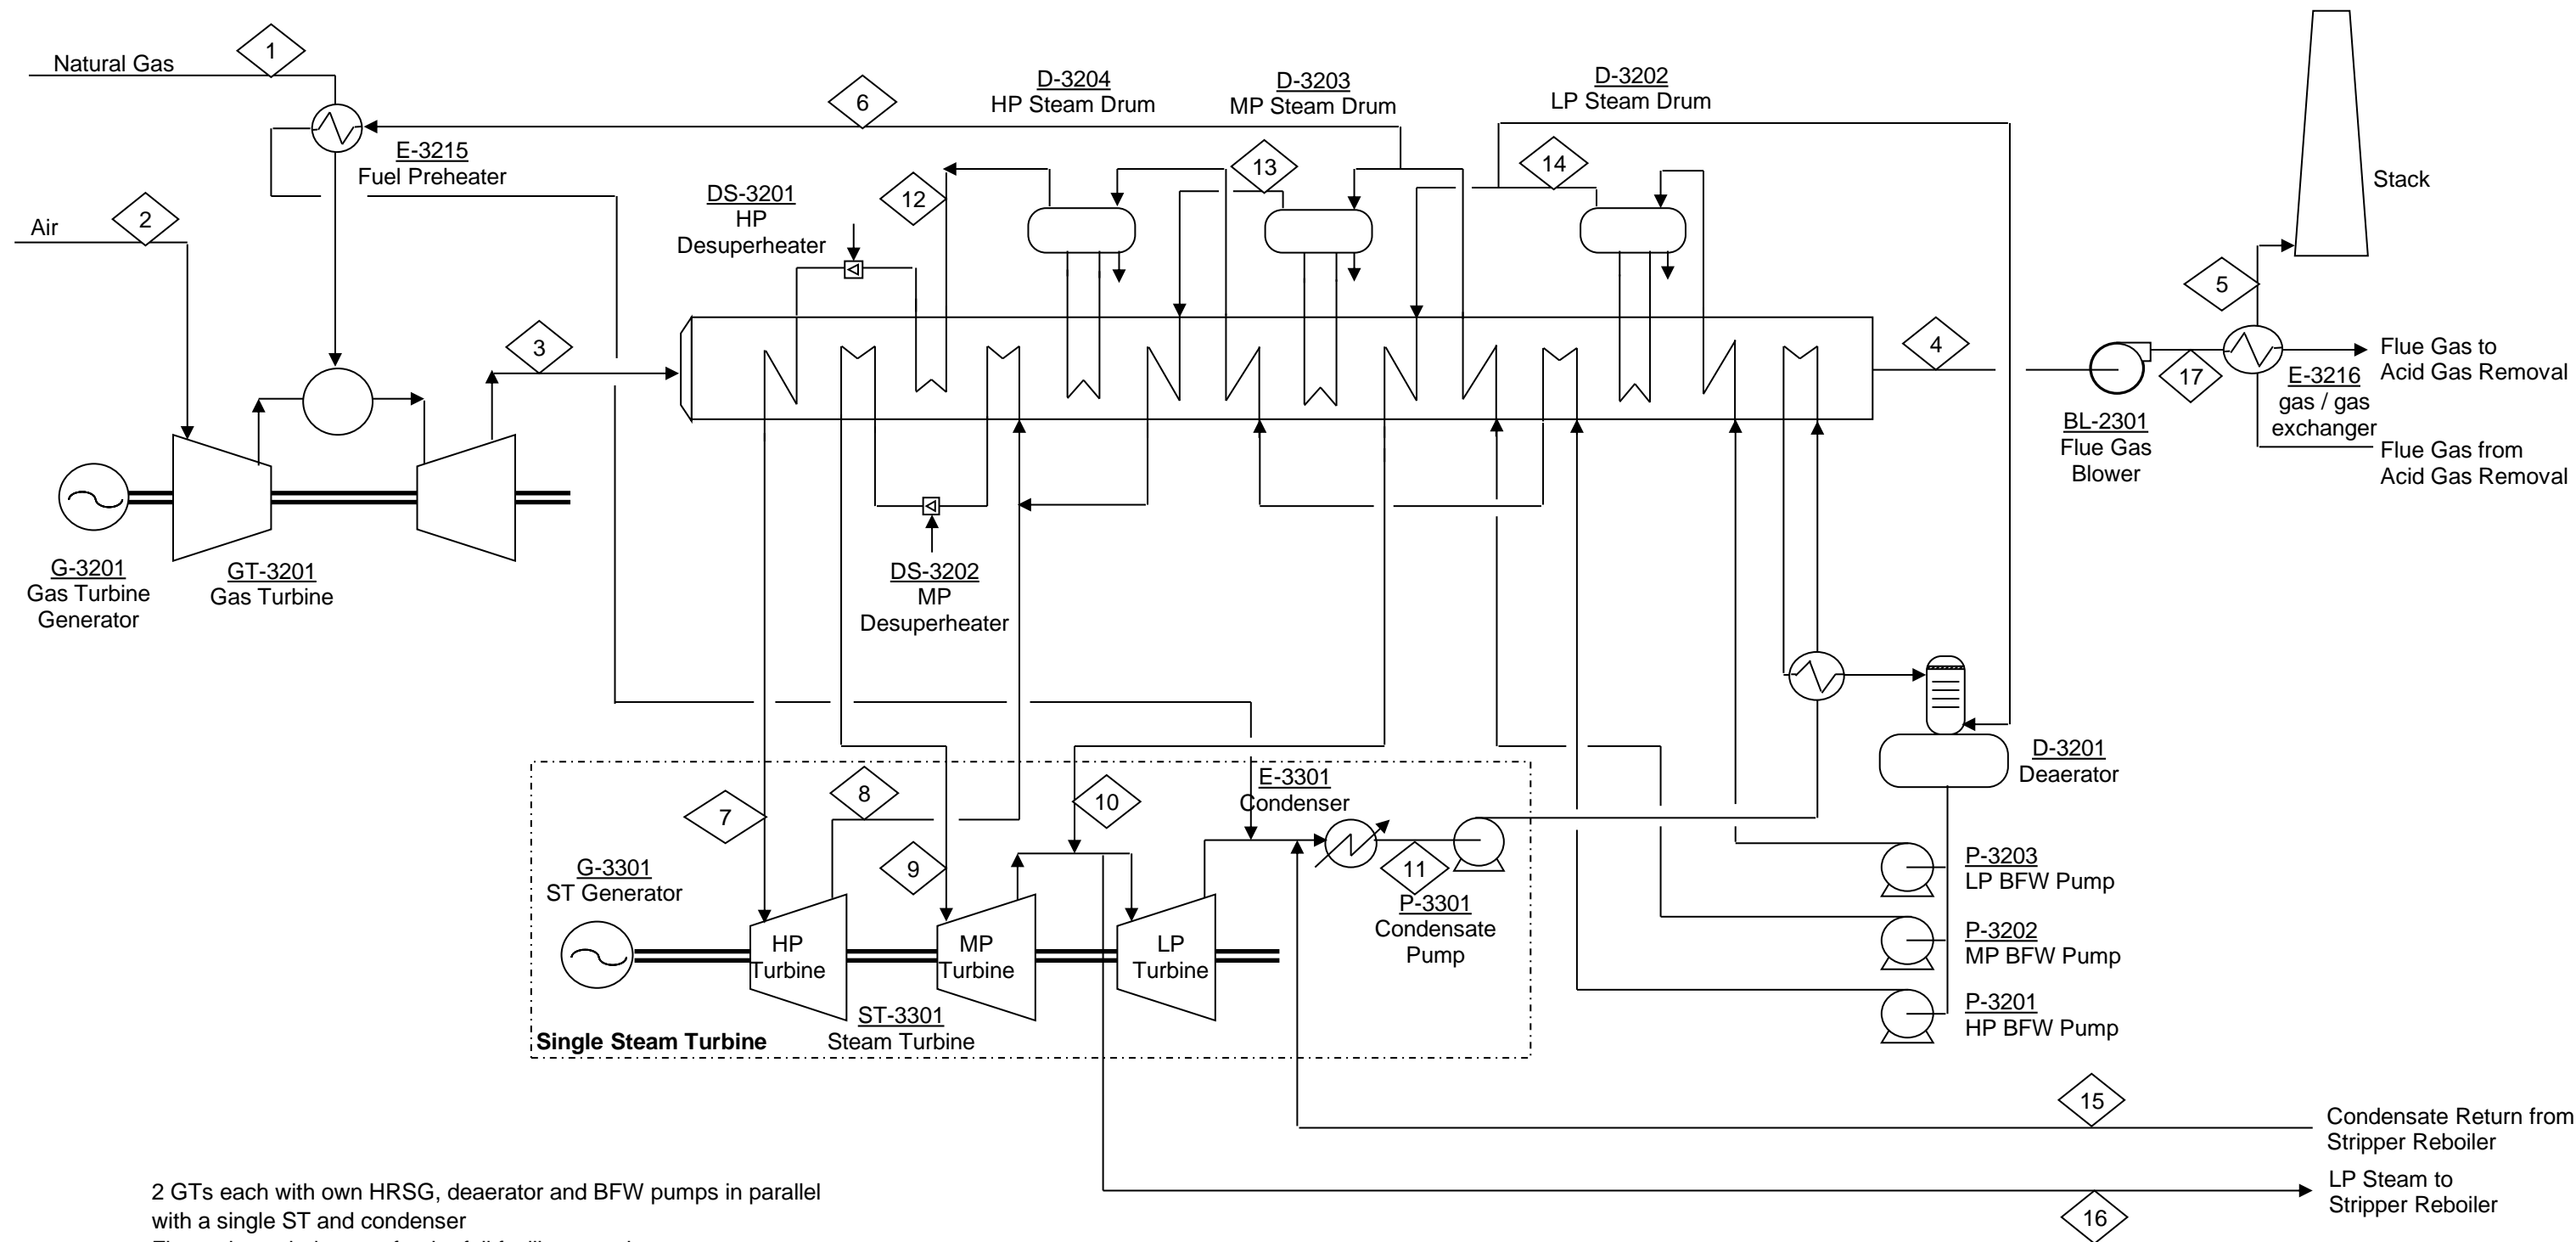 1
Natural Gas
6
D-3204
HP Steam Drum
D-3203
MP Steam Drum
D-3202
LP Steam Drum
E-3215
Fuel Preheater
13
14
12
Stack
2
Air
DS-3201
HP
Desuperheater
5
3
4
17
Flue Gas to
Acid Gas Removal
E-3216
gas / gas
exchanger
BL-2301
Flue Gas
Blower
Flue Gas from
Acid Gas Removal
G-3201
Gas Turbine
Generator
GT-3201
Gas Turbine
DS-3202
MP
Desuperheater
D-3201
Deaerator
7
8
10
E-3301
Condenser
9
11
G-3301
ST Generator
P-3301
Condensate
Pump
P-3203
LP BFW Pump
P-3202
MP BFW Pump
P-3201
HP BFW Pump
HP
Turbine
MP
Turbine
LP
Turbine
ST-3301
Steam Turbine
Single Steam Turbine
15
Condensate Return from
Stripper Reboiler
16
LP Steam to
Stripper Reboiler
2 GTs each with own HRSG, deaerator and BFW pumps in parallel
with a single ST and condenser